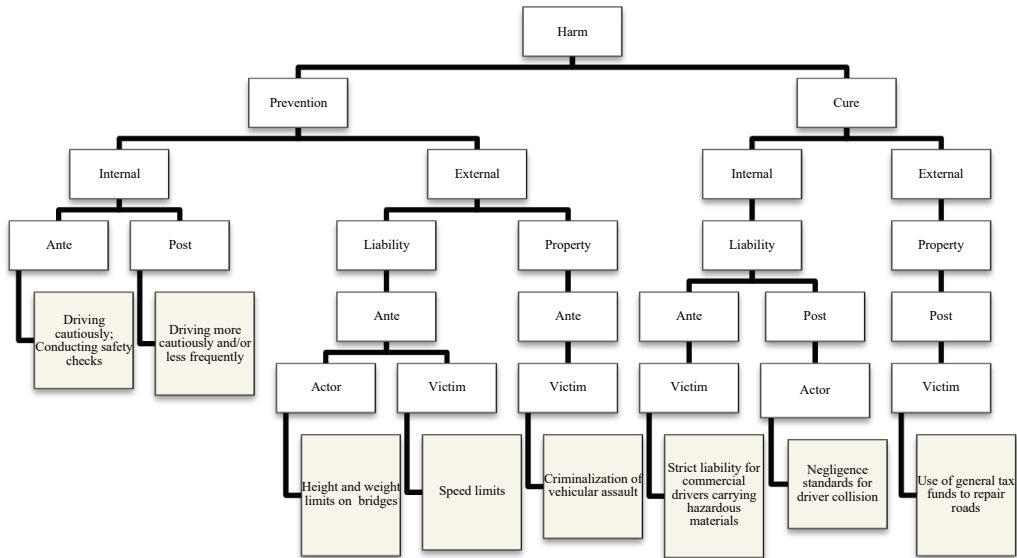 Harm
Prevention
Cure
Internal
External
Internal
External
Ante
Post
Liability
Property
Liability
Property
Driving
cautiously;
Conducting safety
checks
Driving more
cautiously and/or
less frequently
Ante
Ante
Ante
Post
Post
Actor
Victim
Victim
Victim
Actor
Victim
Height and weight
limits on bridges
Speed limits
Criminalization of
vehicular assault
Strict liability for
commercial
drivers carrying
hazardous
materials
Negligence
standards for
driver collision
Use of general tax
funds to repair
roads